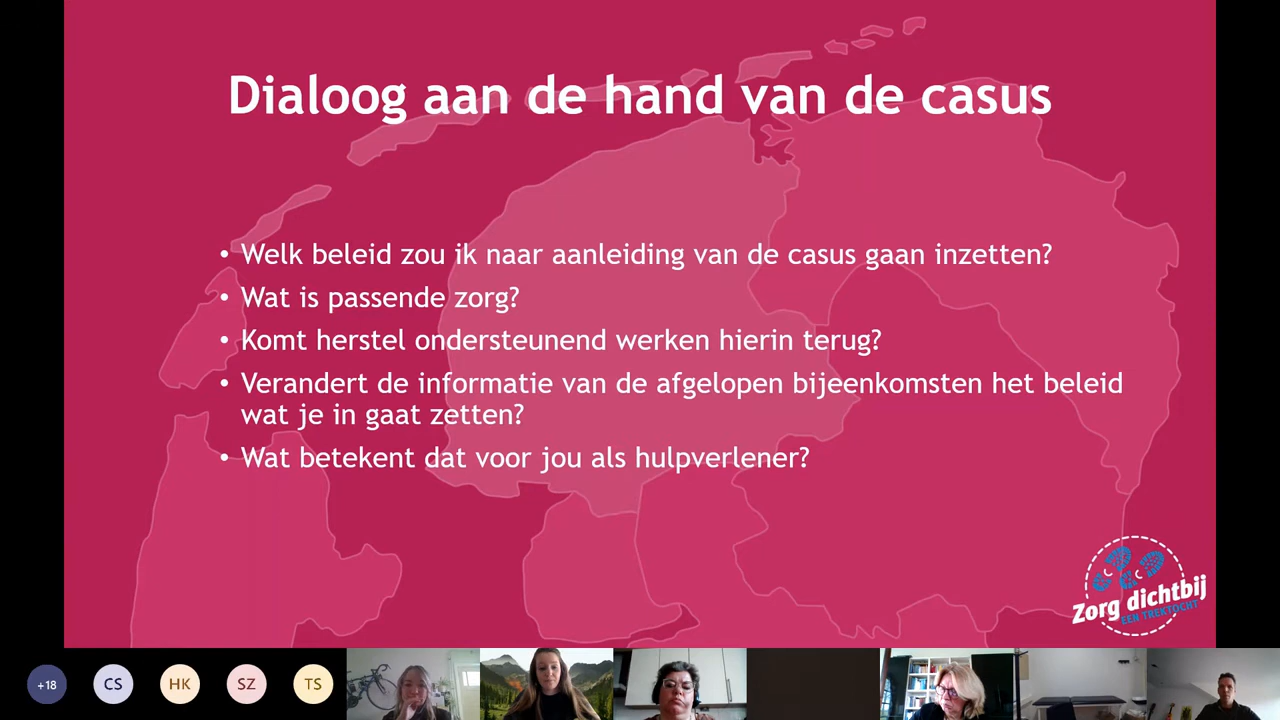 Dialoog aan de hand van de casus
• Welk beleid zou ik naar aanleiding van de casus gaan inzetten?
• Wat is passende zorg?
• Komt herstel ondersteunend werken hierin terug?
• Verandert de informatie van de afgelopen bijeenkomsten het beleid
wat je in gaat zetten?
• Wat betekent dat voor jou als hulpverlener?
Zorg dichtbij
EEN TREKTOCHT
+18 CS HK SZ TS